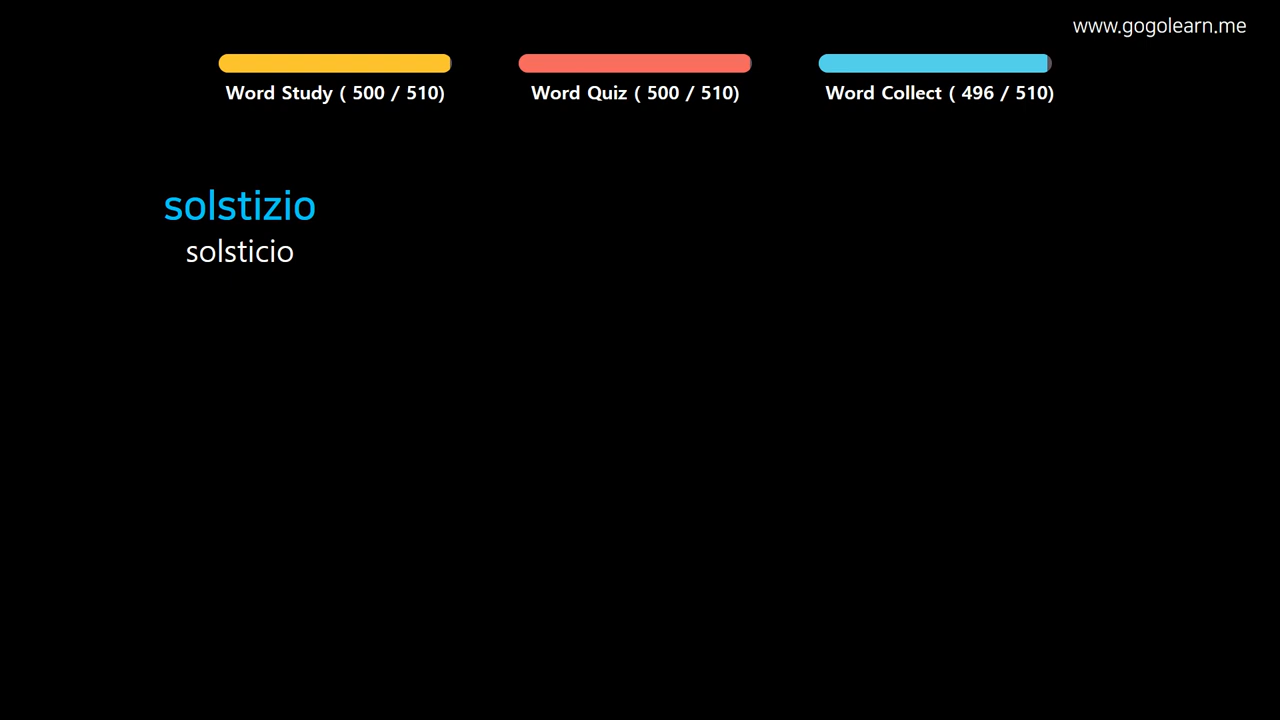 www.gogolearn.me
Word Study ( 500 / 510)
Word Quiz ( 500 / 510)
Word Collect ( 496 / 510)
solstizio
solsticio